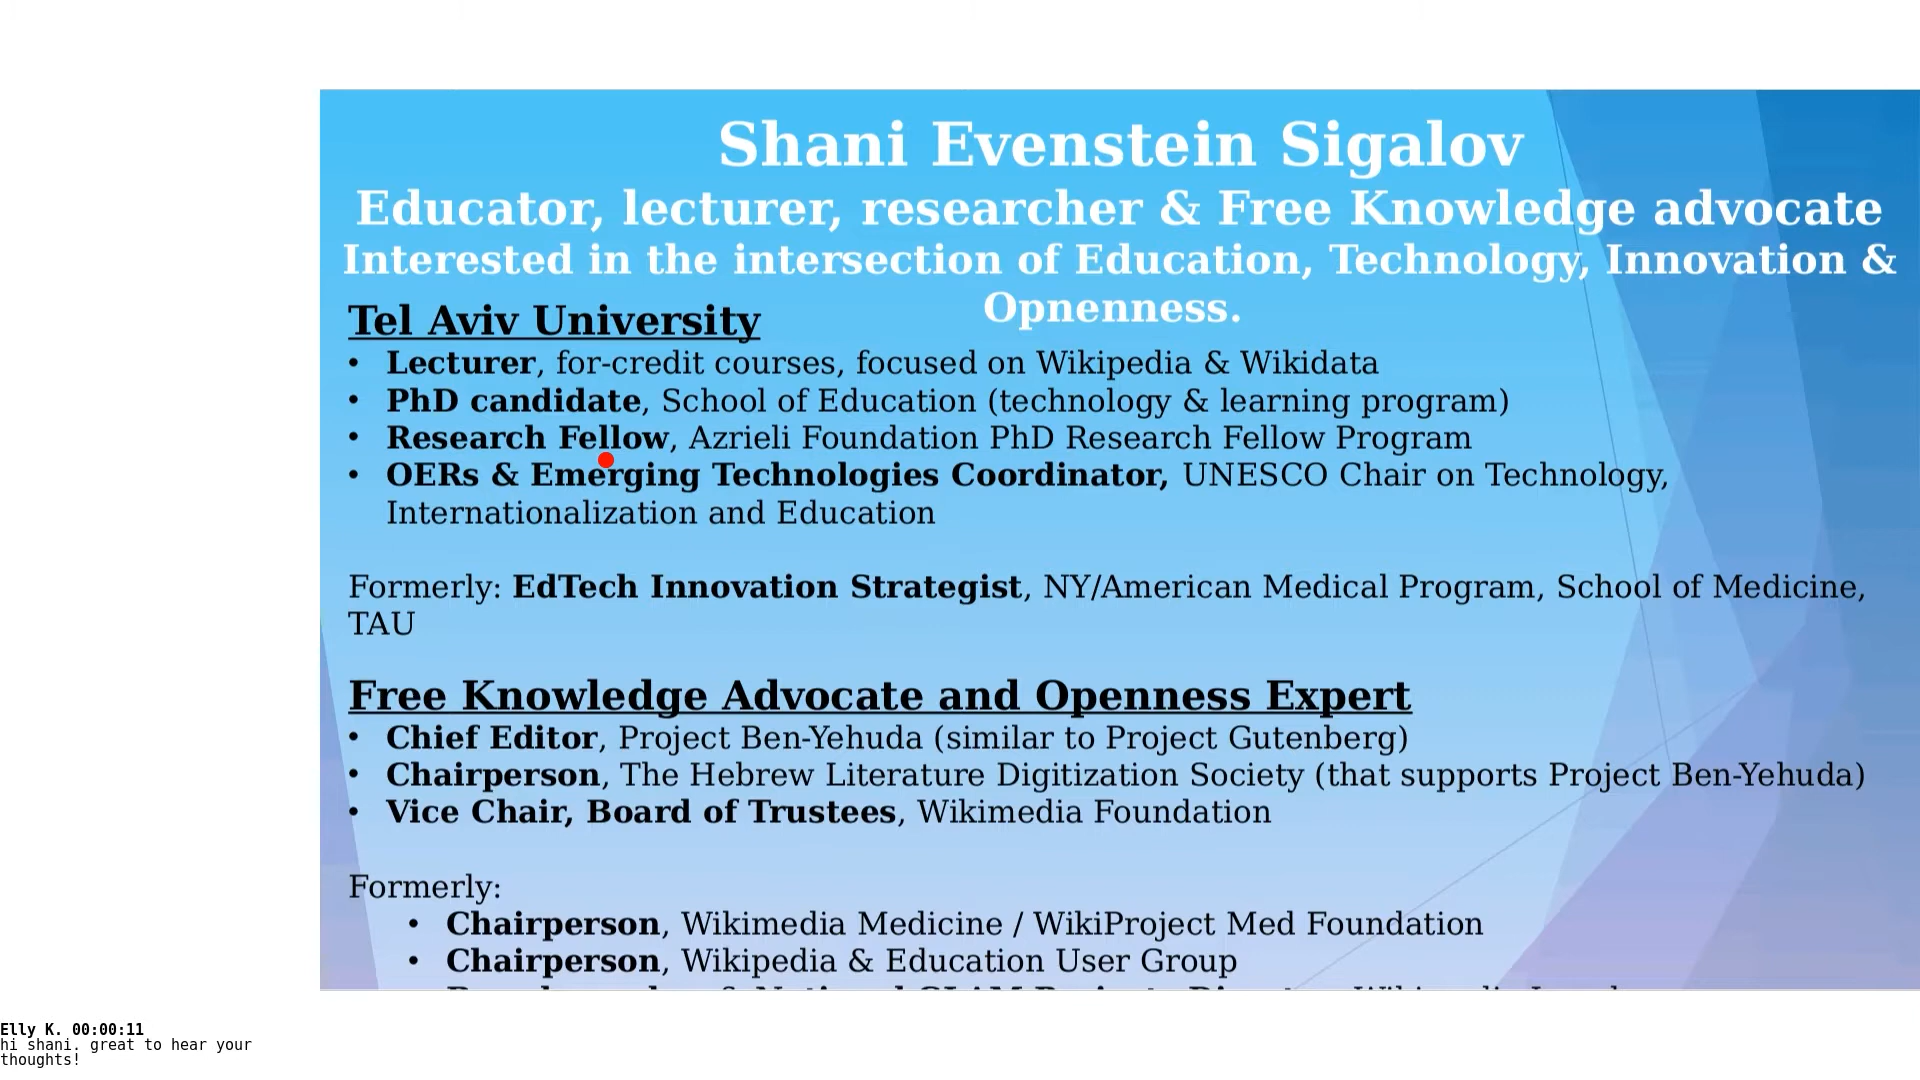 Shani Evenstein Sigalov
Educator, lecturer, researcher & Free Knowledge advocate
Interested in the intersection of Education, Technology, Innovation &
Opnenness.
Tel Aviv University
• Lecturer, for-credit courses, focused on Wikipedia & Wikidata
• PhD candidate, School of Education (technology & learning program)
• Research Fellow, Azrieli Foundation PhD Research Fellow Program
• OERs & Emerging Technologies Coordinator, UNESCO Chair on Technology,
Internationalization and Education
Formerly: EdTech Innovation Strategist, NY/American Medical Program, School of Medicine,
TAU
Free Knowledge Advocate and Openness Expert
• Chief Editor, Project Ben-Yehuda (similar to Project Gutenberg)
• Chairperson, The Hebrew Literature Digitization Society (that supports Project Ben-Yehuda)
• Vice Chair, Board of Trustees, Wikimedia Foundation
Formerly:
• Chairperson, Wikimedia Medicine / WikiProject Med Foundation
• Chairperson, Wikipedia & Education User Group
Elly K. 00:00:11
hi shani. great to hear your
thoughts!